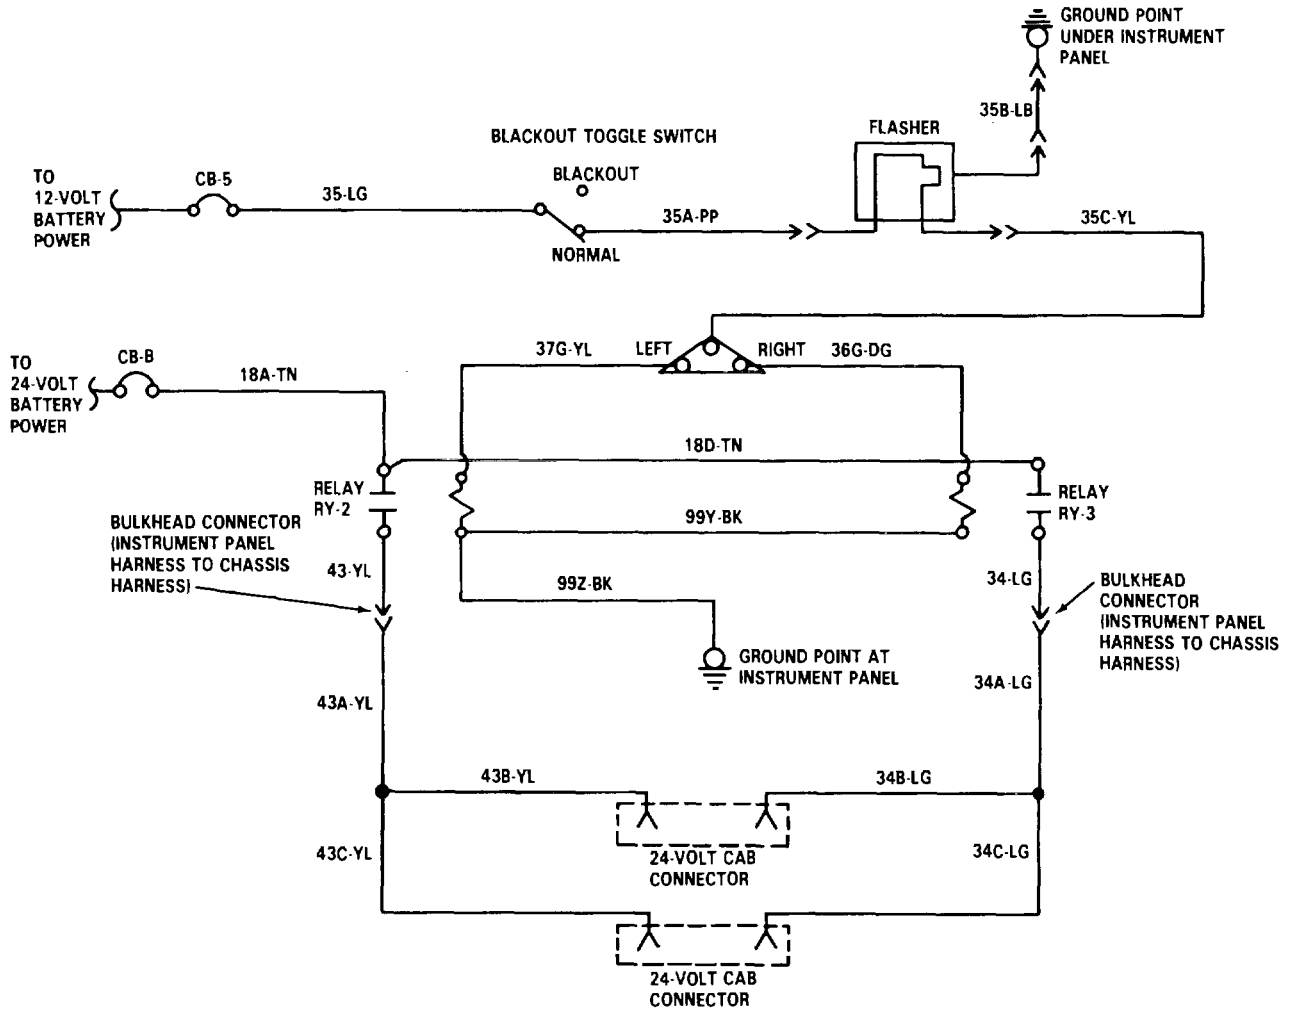 GROUND POINT
UNDER INSTRUMENT
PANEL
35B-LB
FLASHER
BLACKOUT TOGGLE SWITCH
BLACKOUT
TO
12-VOLT
BATTERY
POWER
CB-5
35-LG
35A-PP
35C-YL
NORMAL
TO
24-VOLT
BATTERY
POWER
CB-B
18A-TN
37G-YL
LEFT
RIGHT
36G-DG
18D-TN
RELAY
RY-2
RELAY
RY-3
99Y-BK
BULKHEAD CONNECTOR
(INSTRUMENT PANEL
HARNESS TO CHASSIS
HARNESS)
43-YL
99Z-BK
34-LG
BULKHEAD
CONNECTOR
(INSTRUMENT PANEL
HARNESS TO CHASSIS
HARNESS)
GROUND POINT AT
INSTRUMENT PANEL
43A-YL
34A-LG
43B-YL
34B-LG
43C-YL
24-VOLT CAB
CONNECTOR
34C-LG
24-VOLT CAB
CONNECTOR